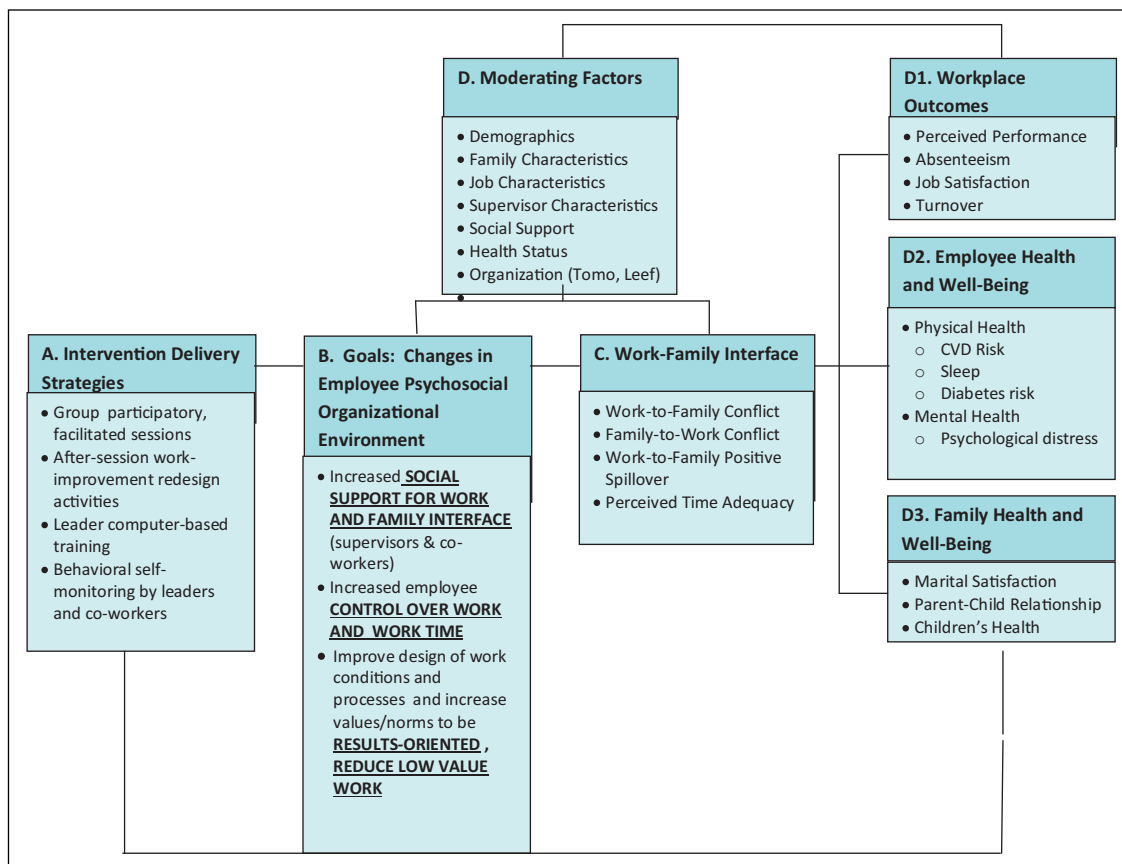 D. Moderating Factors
• Demographics
• Family Characteristics
• Job Characteristics
• Supervisor Characteristics
• Social Support
• Health Status
• Organization (Tomo, Leef)
•
D1. Workplace
Outcomes
• Perceived Performance
• Absenteeism
• Job Satisfaction
• Turnover
D2. Employee Health
and Well-Being
• Physical Health
o CVD Risk
o Sleep
o Diabetes risk
• Mental Health
o Psychological distress
A. Intervention Delivery
Strategies
• Group participatory,
facilitated sessions
• After-session work-
improvement redesign
activities
• Leader computer-based
training
• Behavioral self-
monitoring by leaders
and co-workers
B. Goals: Changes in
Employee Psychosocial
Organizational
Environment
• Increased SOCIAL
SUPPORT FOR WORK
AND FAMILY INTERFACE
(supervisors & co-
workers)
• Increased employee
CONTROL OVER WORK
AND WORK TIME
• Improve design of work
conditions and
processes and increase
values/norms to be
RESULTS-ORIENTED ,
REDUCE LOW VALUE
WORK
C. Work-Family Interface
• Work-to-Family Conflict
• Family-to-Work Conflict
• Work-to-Family Positive
Spillover
• Perceived Time Adequacy
D3. Family Health and
Well-Being
• Marital Satisfaction
• Parent-Child Relationship
• Children's Health